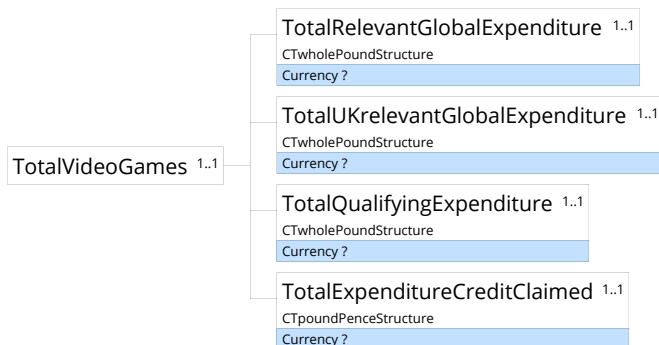 TotalRelevantGlobalExpenditure 1..1
CTwholePoundStructure
Currency ?
TotalUKrelevantGlobalExpenditure 1..1
CTwholePoundStructure
Currency ?
TotalVideoGames 1..1
TotalQualifyingExpenditure 1..1
CTwholePoundStructure
Currency ?
TotalExpenditureCreditClaimed 1..1
CTpoundPenceStructure
Currency ?